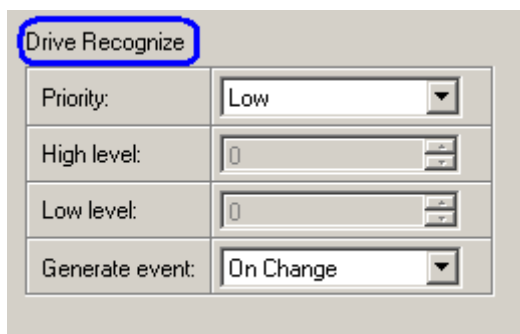 Drive Recognize
Priority: Low
High level: 0
Low level: 0
Generate event: On Change